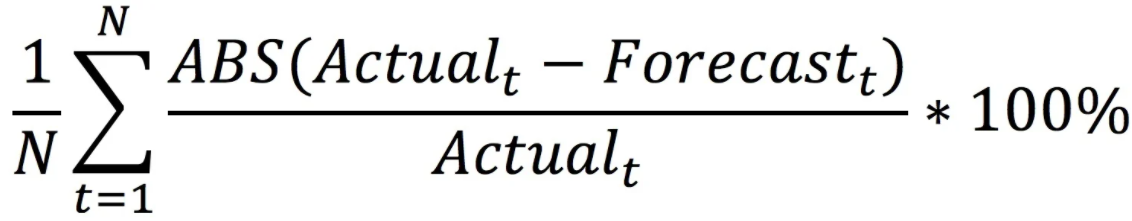 1/N ∑_{t=1}^{N} ABS(Actual_t − Forecast_t)/Actual_t * 100%